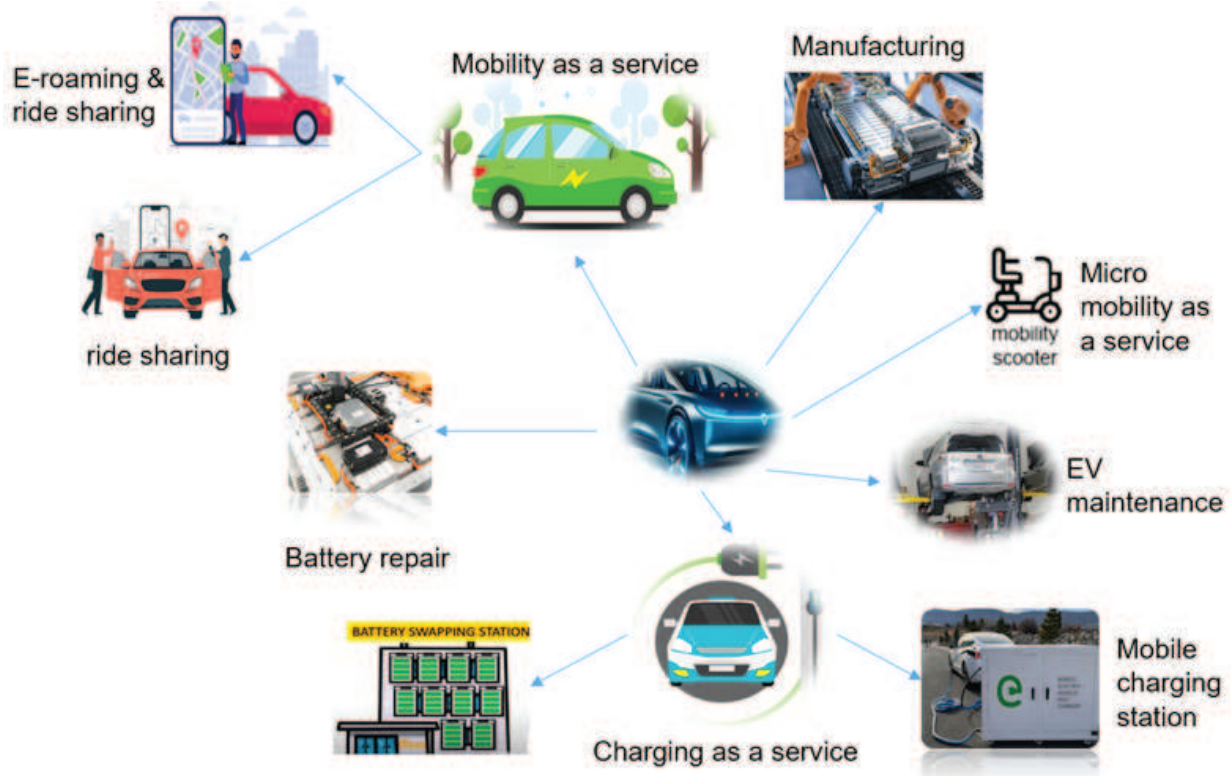 E-roaming &
ride sharing
Mobility as a service
Manufacturing
Micro
mobility as
a service
mobility
scooter
ride sharing
EV
maintenance
Battery repair
BATTERY SWAPPING STATION
Charging as a service
Mobile
charging
station